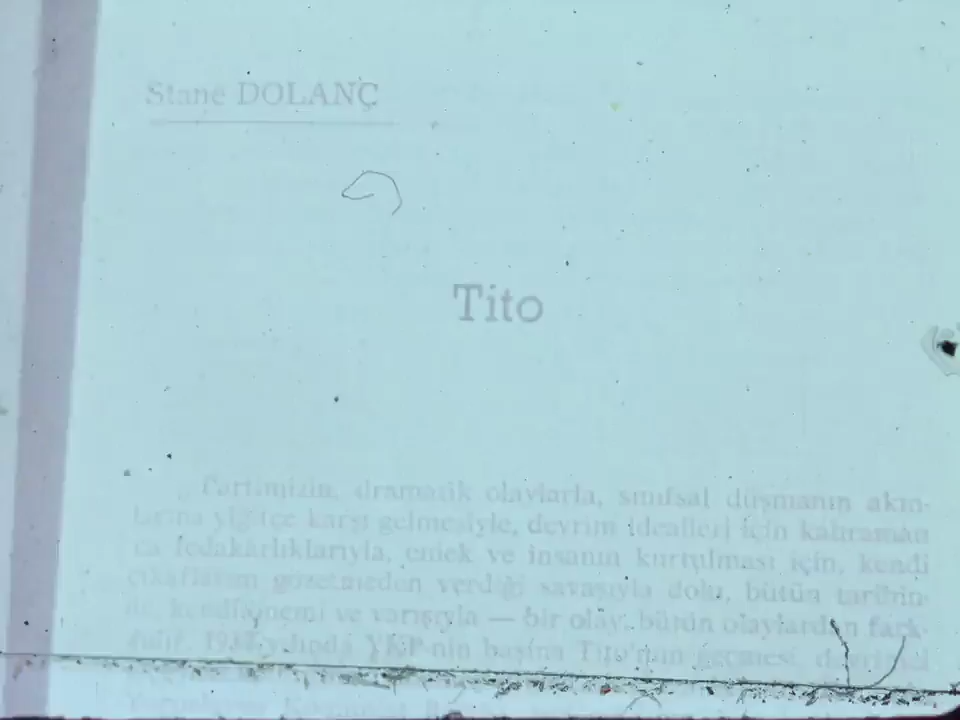 Stane DOLANÇ
Tito
Partimizin, dramatik olaylarla, sınıfsal düşmanın akın-
larına yiğitçe karşı gelmesiyle, devrim idealleri için kahraman
ca fedakârlıklarıyla, emek ve insanın kurtulması için, kendi
çıkarlarını gözetmeden verdiği savaşıyla dolu, bütün tarihin-
de, kendi önemi ve varışıyla — bir olay, bütün olaylardan fark-
lıdır. yılında YKP'nin başına Tito'nun geçmesi, devrimci